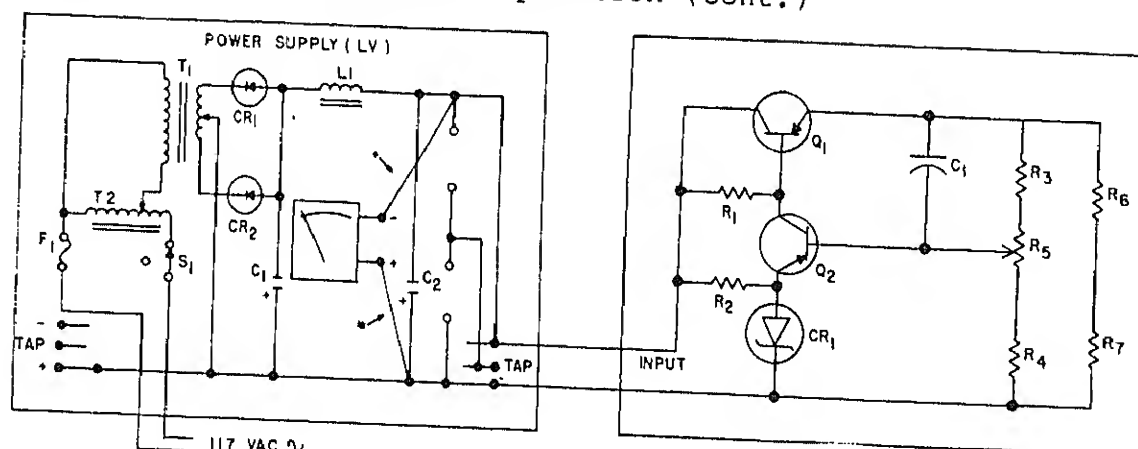 (cont.)
POWER SUPPLY (LV)
T1
CR1
L1
CR2
T2
F1
S1
C1
+
-
+
C2
+
-
TAP
+
TAP
117 VAC
Q1
C1
R3
R6
R1
Q2
R5
R2
CR1
INPUT
R4
R7